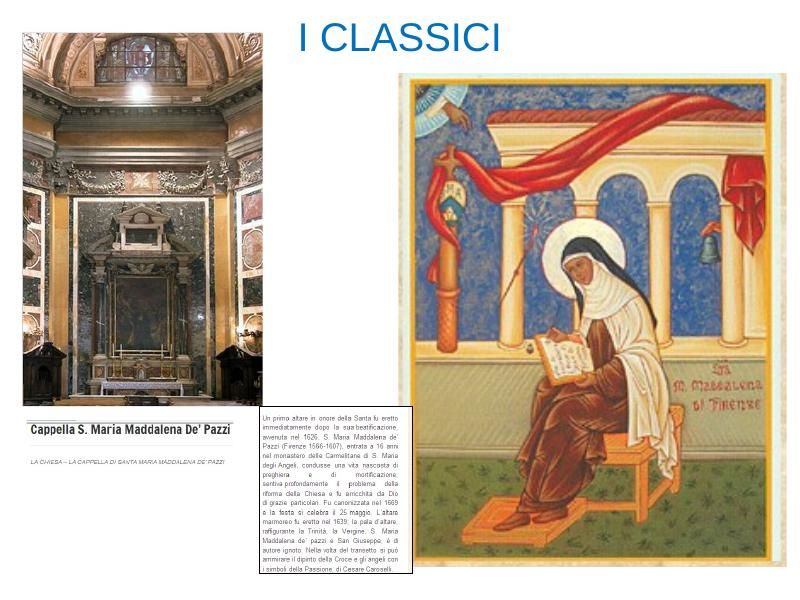 I CLASSICI
Cappella S. Maria Maddalena De' Pazzi
LA CHIESA – LA CAPPELLA DI SANTA MARIA MADDALENA DE' PAZZI
Un primo altare in onore della Santa fu eretto
immediatamente dopo la sua beatificazione,
avvenuta nel 1626. S. Maria Maddalena de'
Pazzi (Firenze 1566-1607), entrata a 16 anni
nel monastero delle Carmelitane di S. Maria
degli Angeli, condusse una vita nascosta di
preghiera e di mortificazione,
sentiva profondamente il problema della
riforma della Chiesa e fu arricchita da Dio
di grazie particolari. Fu canonizzata nel 1669
e la festa si celebra il 25 maggio. L'altare
marmoreo fu eretto nel 1639; la pala d'altare,
raffigurante la Trinità, la Vergine, S. Maria
Maddalena de' pazzi e San Giuseppe, è di
autore ignoto. Nella volta del transetto si può
ammirare il dipinto della Croce e gli angeli con
i simboli della Passione, di Cesare Caroselli.
M. Maddalena
di Firenze